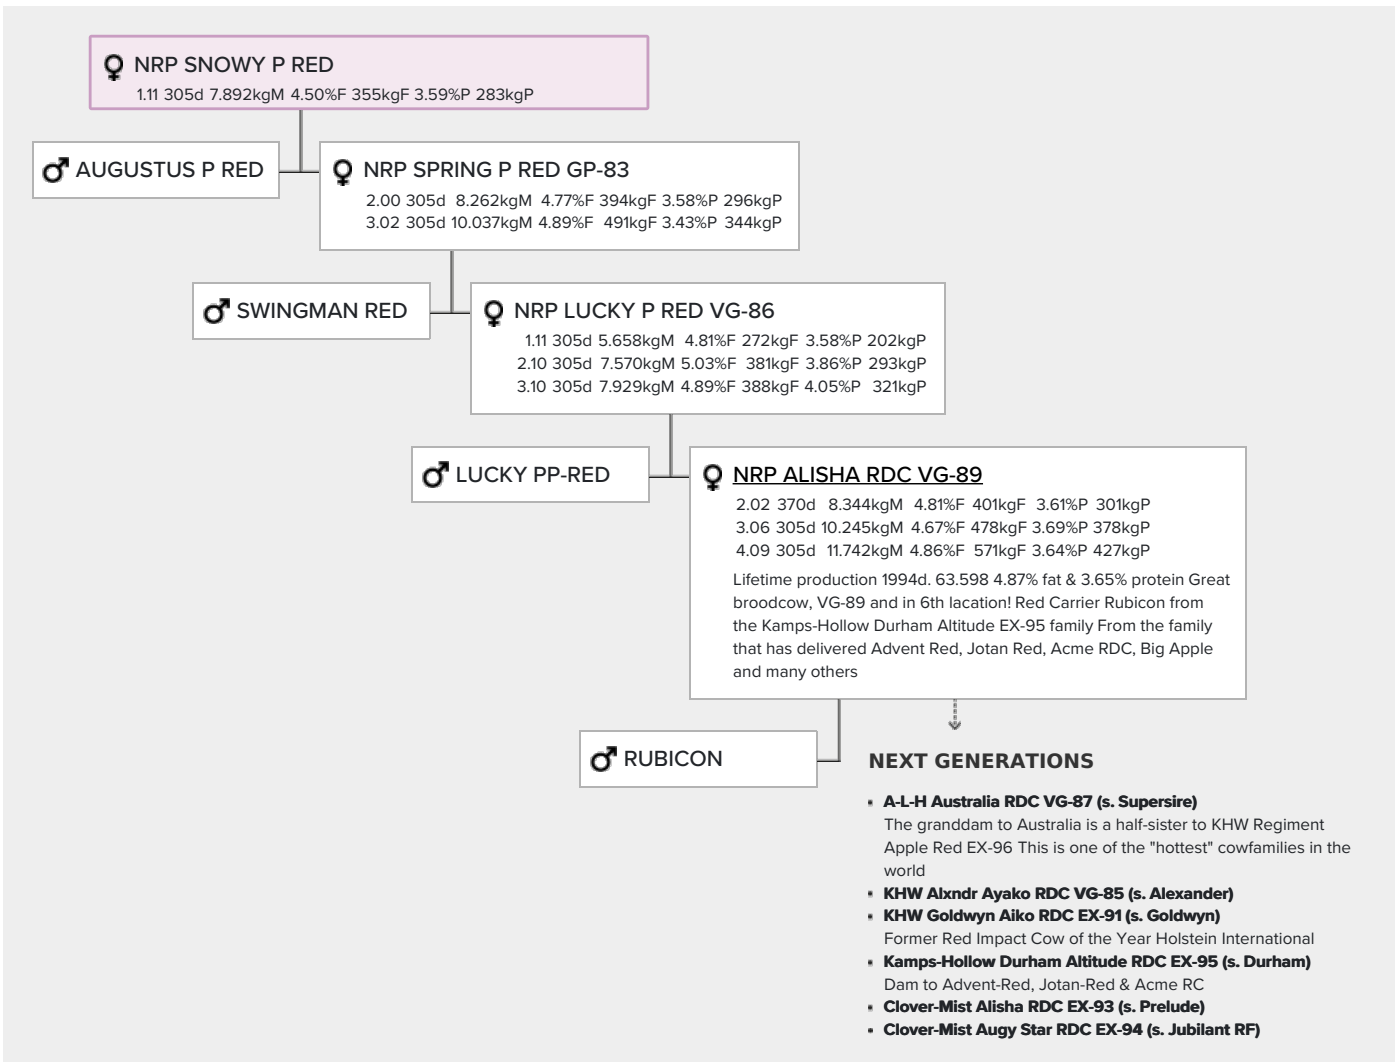 NRP SNOWY P RED
1.11 305d 7.892kgM 4.50%F 355kgF 3.59%P 283kgP
AUGUSTUS P RED
NRP SPRING P RED GP-83
2.00 305d 8.262kgM 4.77%F 394kgF 3.58%P 296kgP
3.02 305d 10.037kgM 4.89%F 491kgF 3.43%P 344kgP
SWINGMAN RED
NRP LUCKY P RED VG-86
1.11 305d 5.658kgM 4.81%F 272kgF 3.58%P 202kgP
2.10 305d 7.570kgM 5.03%F 381kgF 3.86%P 293kgP
3.10 305d 7.929kgM 4.89%F 388kgF 4.05%P 321kgP
LUCKY PP-RED
NRP ALISHA RDC VG-89
2.02 370d 8.344kgM 4.81%F 401kgF 3.61%P 301kgP
3.06 305d 10.245kgM 4.67%F 478kgF 3.69%P 378kgP
4.09 305d 11.742kgM 4.86%F 571kgF 3.64%P 427kgP
Lifetime production 1994d. 63.598 4.87% fat & 3.65% protein Great
broodcow, VG-89 and in 6th lacation! Red Carrier Rubicon from
the Kamps-Hollow Durham Altitude EX-95 family From the family
that has delivered Advent Red, Jotan Red, Acme RDC, Big Apple
and many others
RUBICON
NEXT GENERATIONS
A-L-H Australia RDC VG-87 (s. Supersire)
The granddam to Australia is a half-sister to KHW Regiment
Apple Red EX-96 This is one of the "hottest" cowfamilies in the
world
KHW Alxndr Ayako RDC VG-85 (s. Alexander)
KHW Goldwyn Aiko RDC EX-91 (s. Goldwyn)
Former Red Impact Cow of the Year Holstein International
Kamps-Hollow Durham Altitude RDC EX-95 (s. Durham)
Dam to Advent-Red, Jotan-Red & Acme RC
Clover-Mist Alisha RDC EX-93 (s. Prelude)
Clover-Mist Augy Star RDC EX-94 (s. Jubilant RF)